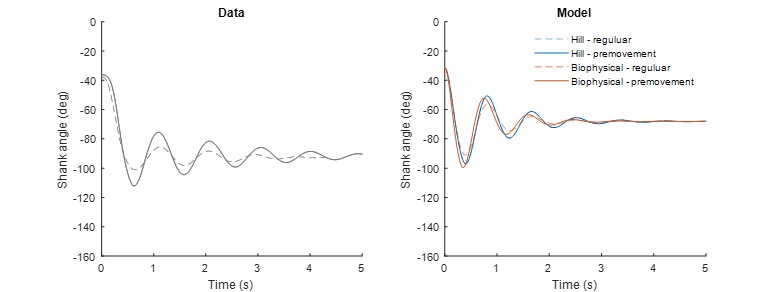 Data
0
-20
-40
-60
-80
-100
-120
-140
-160
Shank angle (deg)
0 1 2 3 4 5
Time (s)
Model
0
-20
-40
-60
-80
-100
-120
-140
-160
Shank angle (deg)
Hill - reguluar
Hill - premovement
Biophysical - reguluar
Biophysical - premovement
0 1 2 3 4 5
Time (s)